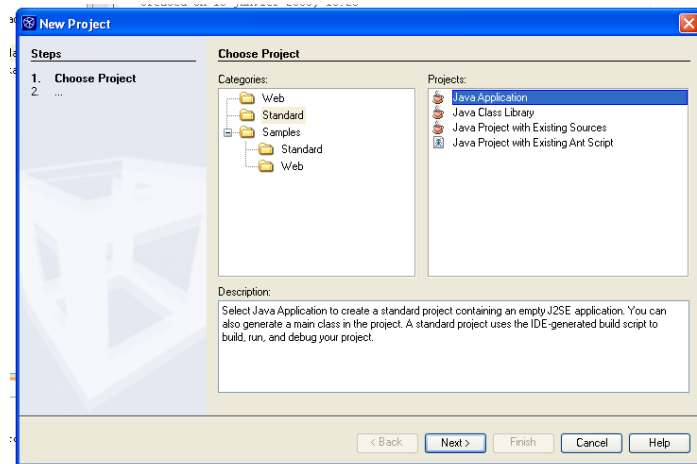 New Project
Steps
1. Choose Project
2. ...
Choose Project
Categories:
Web
Standard
Samples
Standard
Web
Projects:
Java Application
Java Class Library
Java Project with Existing Sources
Java Project with Existing Ant Script
Description:
Select Java Application to create a standard project containing an empty J2SE application. You can
also generate a main class in the project. A standard project uses the IDE-generated build script to
build, run, and debug your project.
< Back
Next >
Finish
Cancel
Help